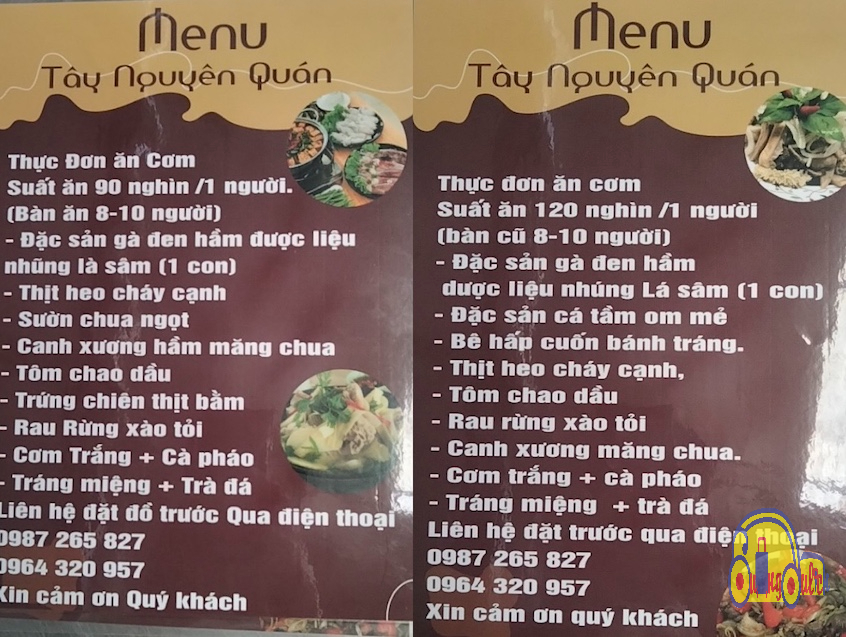 Menu
Tây Nguyên Quán
Thực Đơn ăn Cơm
Suất ăn 90 nghìn /1 người.
(Bàn ăn 8-10 người)
- Đặc sản gà đen hầm được liệu
nhũng là sâm (1 con)
- Thịt heo cháy cạnh
- Sườn chua ngọt
- Canh xương hầm măng chua
- Tôm chao dầu
- Trứng chiên thịt bằm
- Rau Rừng xào tỏi
- Cơm Trắng + Cà pháo
- Tráng miệng + Trà đá
Liên hệ đặt đồ trước Qua điện thoại
0987 265 827
0964 320 957
Xin cảm ơn Quý khách
Menu
Tây Nguyên Quán
Thực đơn ăn cơm
Suất ăn 120 nghìn /1 người
(bàn cũ 8-10 người)
- Đặc sản gà đen hầm
dược liệu nhúng Lá sâm (1 con)
- Đặc sản cá tầm om mẻ
- Bê hấp cuốn bánh tráng.
- Thịt heo cháy cạnh,
- Tôm chao dầu
- Rau rừng xào tỏi
- Canh xương măng chua.
- Cơm trắng + cà pháo
- Tráng miệng + trà đá
Liên hệ đặt trước qua điện thoại
0987 265 827
0964 320 957
Xin cảm ơn quý khách